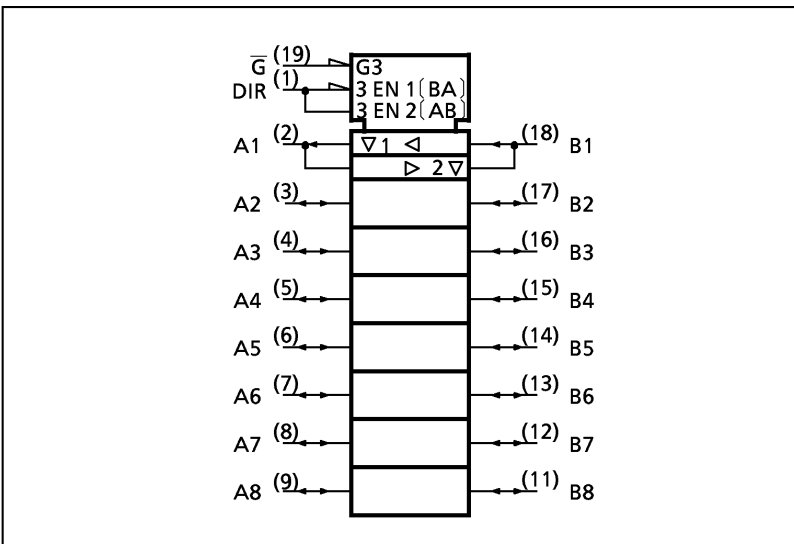 G̅ (19) G3
DIR (1) 3 EN 1 (BA)
3 EN 2 (AB)
A1 (2) ▽ 1 ◁ (18) B1
▷ 2 ▽
A2 (3) (17) B2
A3 (4) (16) B3
A4 (5) (15) B4
A5 (6) (14) B5
A6 (7) (13) B6
A7 (8) (12) B7
A8 (9) (11) B8